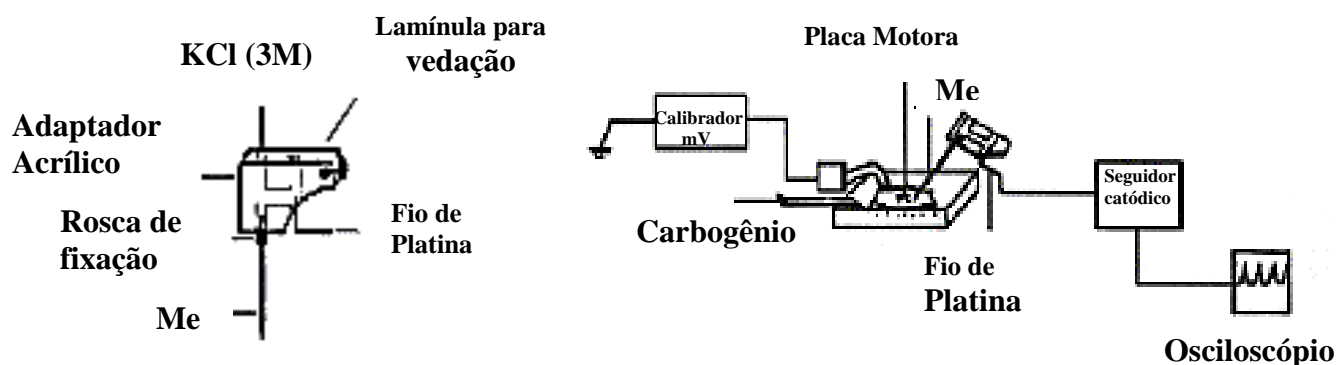 KCl (3M)
Lamínula para
vedação
Adaptador
Acrílico
Rosca de
fixação
Fio de
Platina
Me
Placa Motora
Me
Calibrador
mV
Carbogênio
Fio de
Platina
Seguidor
catódico
Osciloscópio